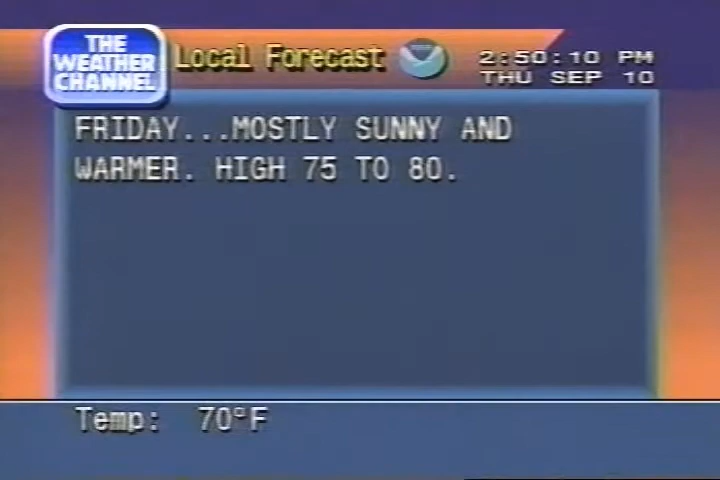 THE
WEATHER
CHANNEL
Local Forecast
2:50:10 PM
THU SEP 10
FRIDAY...MOSTLY SUNNY AND
WARMER. HIGH 75 TO 80.
Temp: 70°F